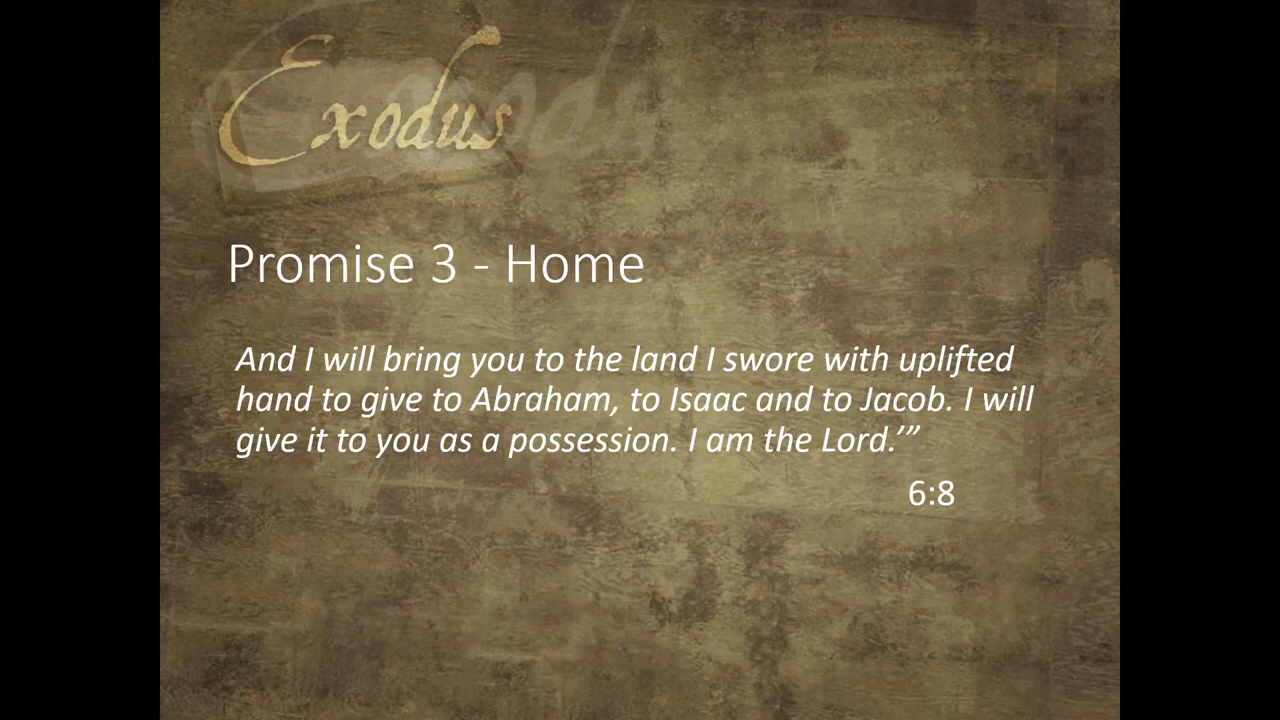 Exodus
Promise 3 - Home
And I will bring you to the land I swore with uplifted
hand to give to Abraham, to Isaac and to Jacob. I will
give it to you as a possession. I am the Lord.’”
6:8